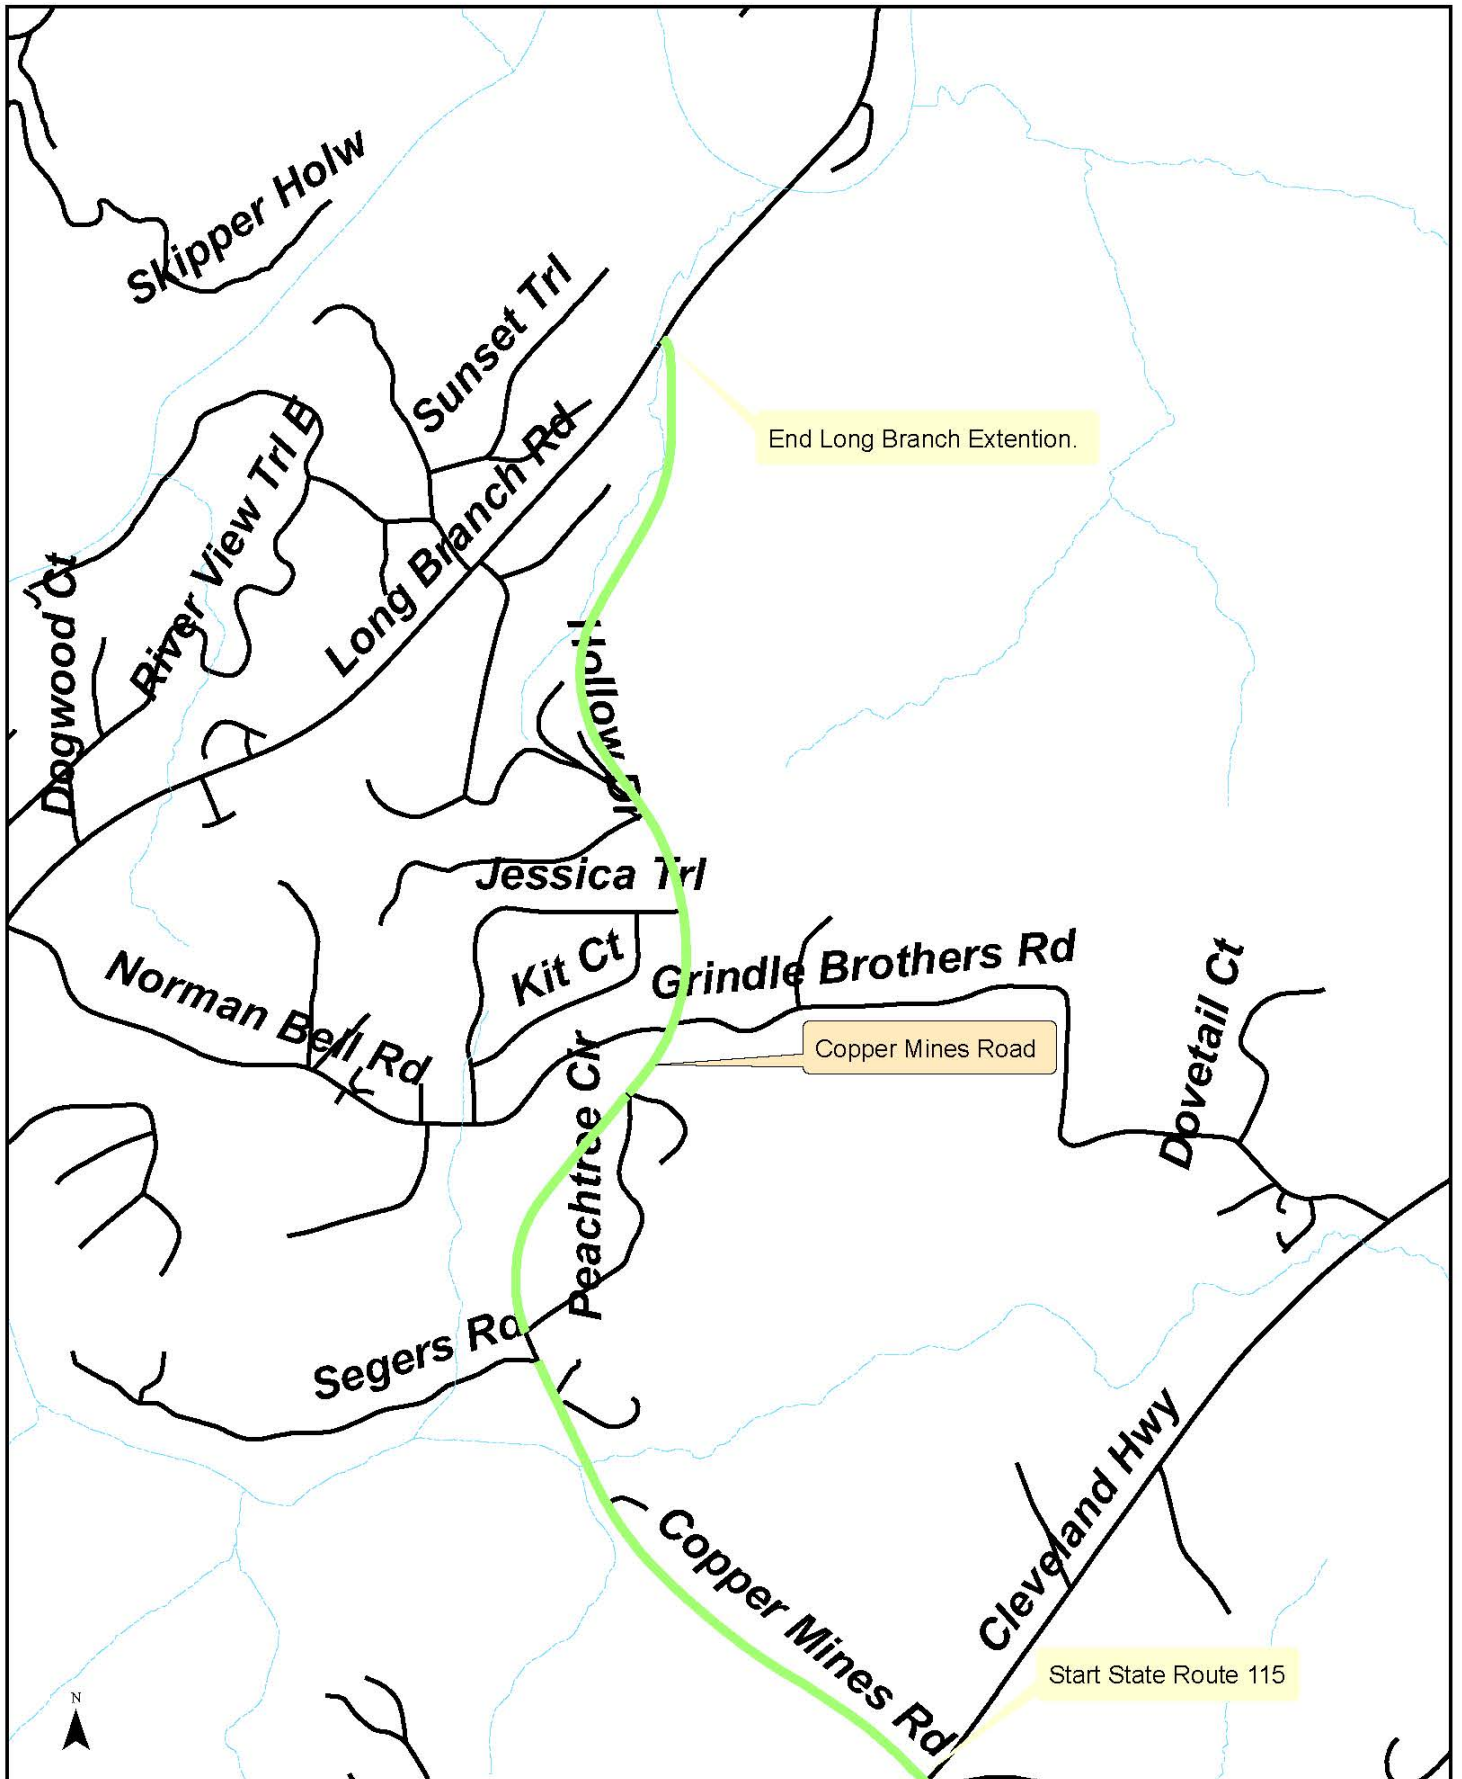 Skipper Holw
Sunset Trl
End Long Branch Extention.
River View Trl E
Long Branch Rd
Dogwood Ct
Hollow Dr
Jessica Trl
Kit Ct
Grindle Brothers Rd
Norman Bell Rd
Copper Mines Road
Dovetail Ct
Peachtree Cir
Segers Rd
Cleveland Hwy
Copper Mines Rd
Start State Route 115
N